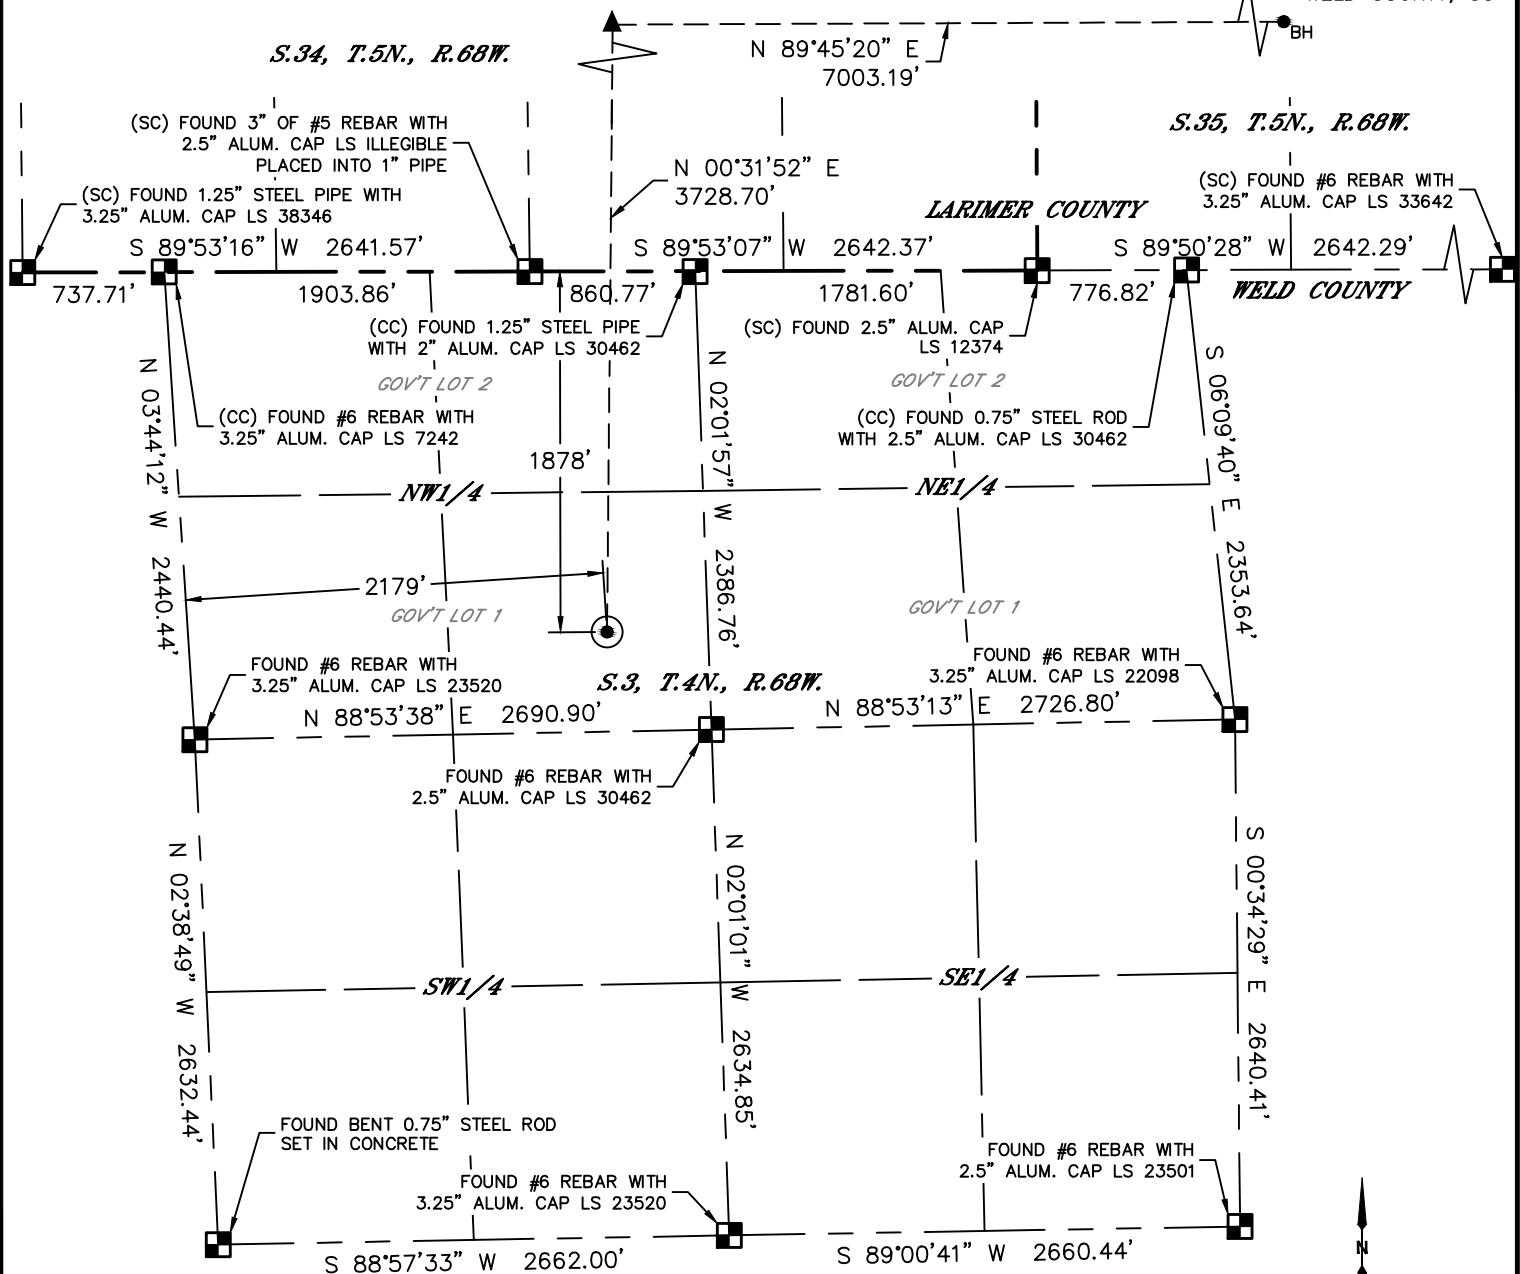 BH
N 89°45'20" E
7003.19'
S.34, T.5N., R.68W.
S.35, T.5N., R.68W.
(SC) FOUND 3" OF #5 REBAR WITH
2.5" ALUM. CAP LS ILLEGIBLE
PLACED INTO 1" PIPE
(SC) FOUND 1.25" STEEL PIPE WITH
3.25" ALUM. CAP LS 38346
N 00°31'52" E
3728.70'
(SC) FOUND #6 REBAR WITH
3.25" ALUM. CAP LS 33642
LARIMER COUNTY
S 89°53'16" W 2641.57'
S 89°53'07" W 2642.37'
S 89°50'28" W 2642.29'
WELD COUNTY
737.71'
1903.86'
860.77'
1781.60'
776.82'
(CC) FOUND 1.25" STEEL PIPE
WITH 2" ALUM. CAP LS 30462
(SC) FOUND 2.5" ALUM. CAP
LS 12374
GOV'T LOT 2
GOV'T LOT 2
(CC) FOUND #6 REBAR WITH
3.25" ALUM. CAP LS 7242
(CC) FOUND 0.75" STEEL ROD
WITH 2.5" ALUM. CAP LS 30462
N 03°44'12" W 2440.44'
N 02°01'57" W 2386.76'
S 06°09'40" E 2353.64'
1878'
NW1/4
NE1/4
2179'
GOV'T LOT 1
GOV'T LOT 1
FOUND #6 REBAR WITH
3.25" ALUM. CAP LS 23520
S.3, T.4N., R.68W.
FOUND #6 REBAR WITH
3.25" ALUM. CAP LS 22098
N 88°53'38" E 2690.90'
N 88°53'13" E 2726.80'
FOUND #6 REBAR WITH
2.5" ALUM. CAP LS 30462
N 02°38'49" W 2632.44'
N 02°01'01" W 2634.85'
S 00°34'29" E 2640.41'
SW1/4
SE1/4
FOUND BENT 0.75" STEEL ROD
SET IN CONCRETE
FOUND #6 REBAR WITH
3.25" ALUM. CAP LS 23520
FOUND #6 REBAR WITH
2.5" ALUM. CAP LS 23501
S 88°57'33" W 2662.00'
S 89°00'41" W 2660.44'
N